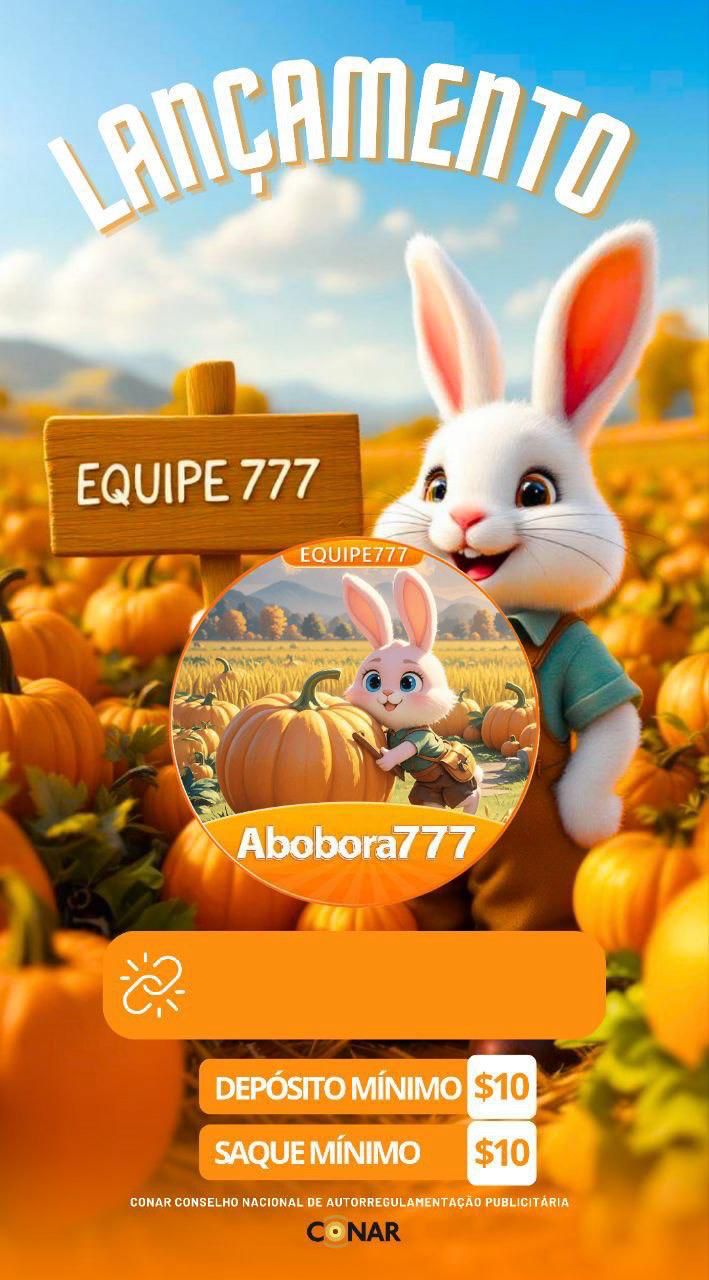 LANÇAMENTO
EQUIPE 777
EQUIPE777
Abobora777
DEPÓSITO MÍNIMO $10
SAQUE MÍNIMO $10
CONAR CONSELHO NACIONAL DE AUTORREGULAMENTAÇÃO PUBLICITÁRIA
CONAR